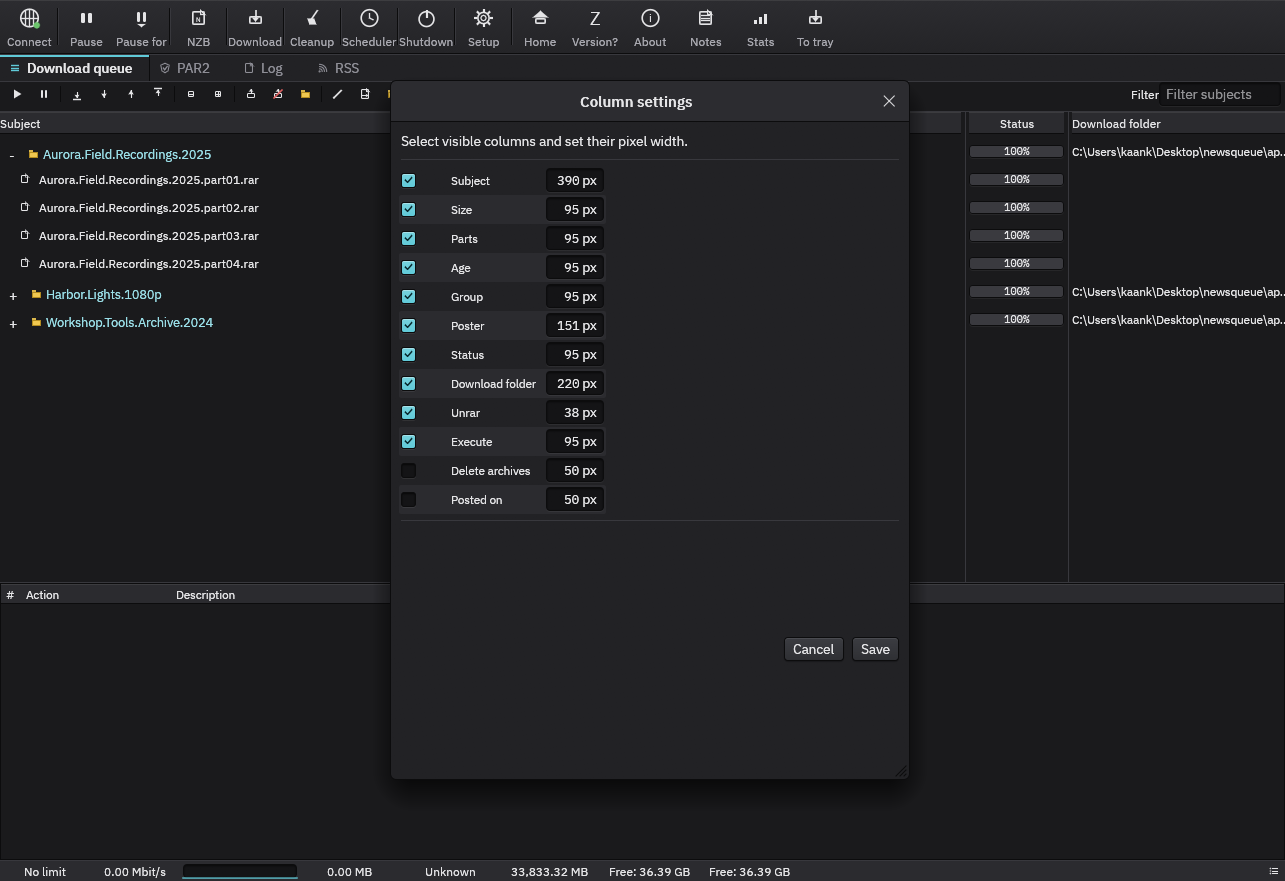 Connect Pause Pause for NZB Download Cleanup Scheduler Shutdown Setup Home Version? About Notes Stats To tray
Download queue PAR2 Log RSS
Filter Filter subjects
Subject Status Download folder
Column settings
Select visible columns and set their pixel width.
Subject 390 px
Size 95 px
Parts 95 px
Age 95 px
Group 95 px
Poster 151 px
Status 95 px
Download folder 220 px
Unrar 38 px
Execute 95 px
Delete archives 50 px
Posted on 50 px
Cancel Save
- Aurora.Field.Recordings.2025 100% C:\Users\kaank\Desktop\newsqueue\ap..
Aurora.Field.Recordings.2025.part01.rar 100%
Aurora.Field.Recordings.2025.part02.rar 100%
Aurora.Field.Recordings.2025.part03.rar 100%
Aurora.Field.Recordings.2025.part04.rar 100%
+ Harbor.Lights.1080p 100% C:\Users\kaank\Desktop\newsqueue\ap..
+ Workshop.Tools.Archive.2024 100% C:\Users\kaank\Desktop\newsqueue\ap..
# Action Description
No limit 0.00 Mbit/s 0.00 MB Unknown 33,833.32 MB Free: 36.39 GB Free: 36.39 GB